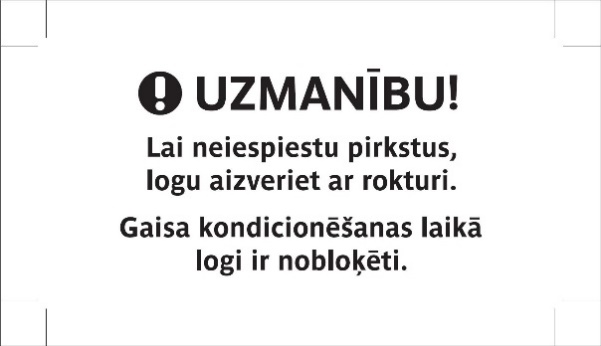 UZMANĪBU!
Lai neiespiestu pirkstus,
logu aizveriet ar rokturi.
Gaisa kondicionēšanas laikā
logi ir nobloķēti.